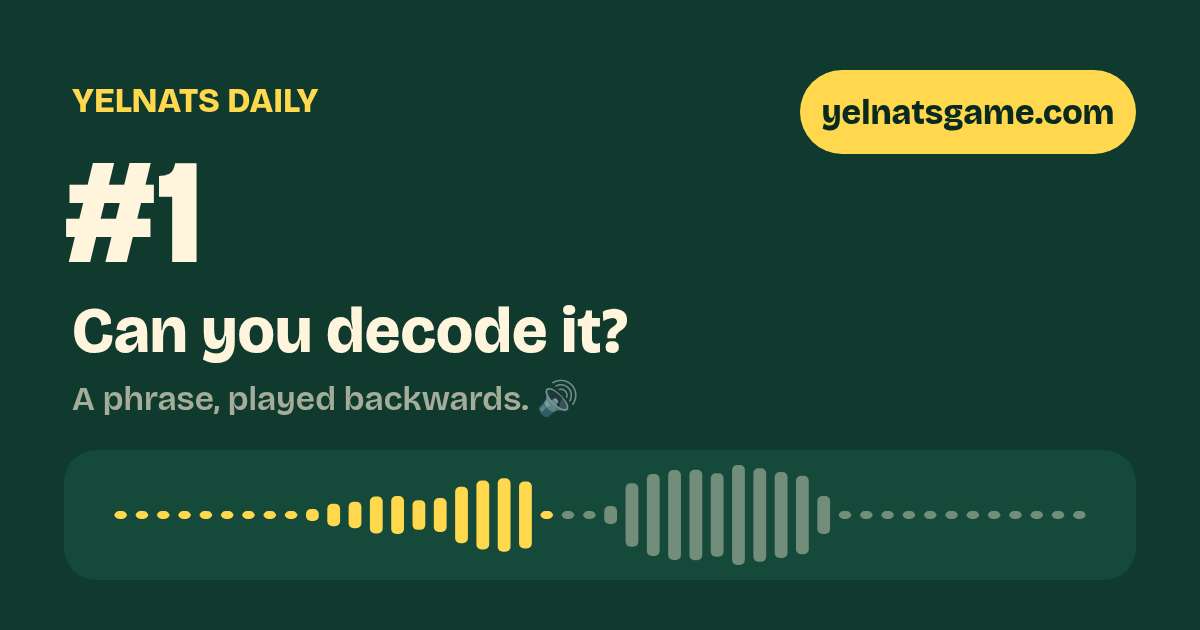 YELNATS DAILY
yelnatsgame.com
#1
Can you decode it?
A phrase, played backwards. 🔊